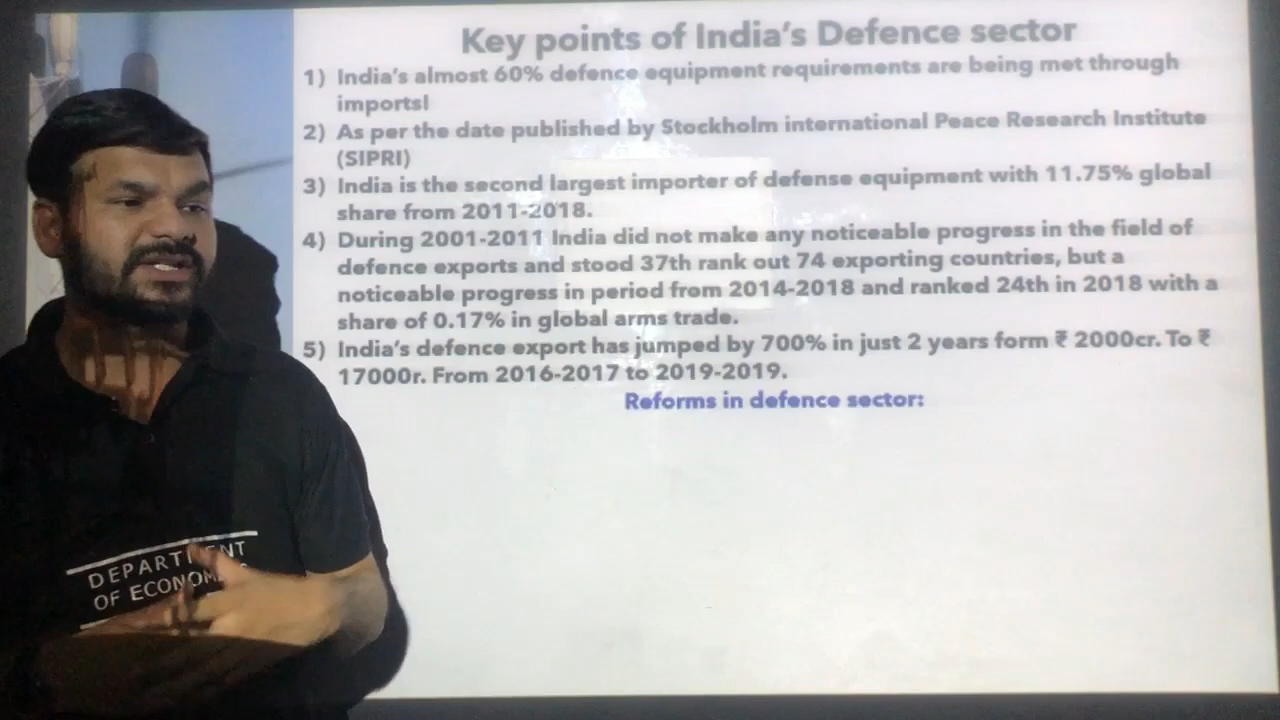 Key points of India's Defence sector
1) India's almost 60% defence equipment requirements are being met through
imports!
2) As per the date published by Stockholm international Peace Research Institute
(SIPRI)
3) India is the second largest importer of defense equipment with 11.75% global
share from 2011-2018.
4) During 2001-2011 India did not make any noticeable progress in the field of
defence exports and stood 37th rank out 74 exporting countries, but a
noticeable progress in period from 2014-2018 and ranked 24th in 2018 with a
share of 0.17% in global arms trade.
5) India's defence export has jumped by 700% in just 2 years form ₹ 2000cr. To ₹
17000r. From 2016-2017 to 2019-2019.
Reforms in defence sector:
DEPARTMENT
OF ECONOMICS